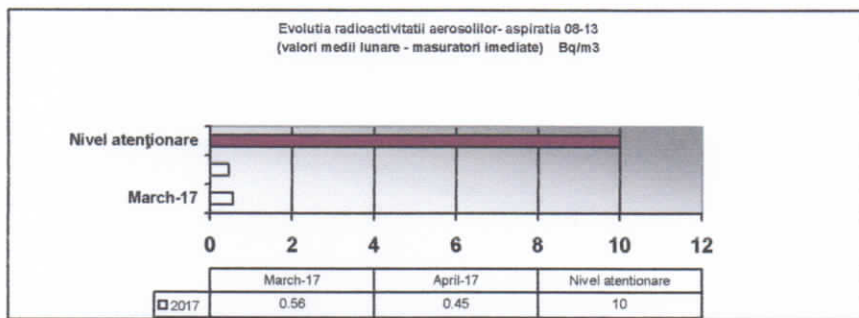 Evolutia radioactivitatii aerosolilor- aspiratia 08-13
(valori medii lunare - masuratori imediate) Bq/m3
Nivel atenţionare
March-17
0 2 4 6 8 10 12
March-17 April-17 Nivel atentionare
2017 0.56 0.45 10